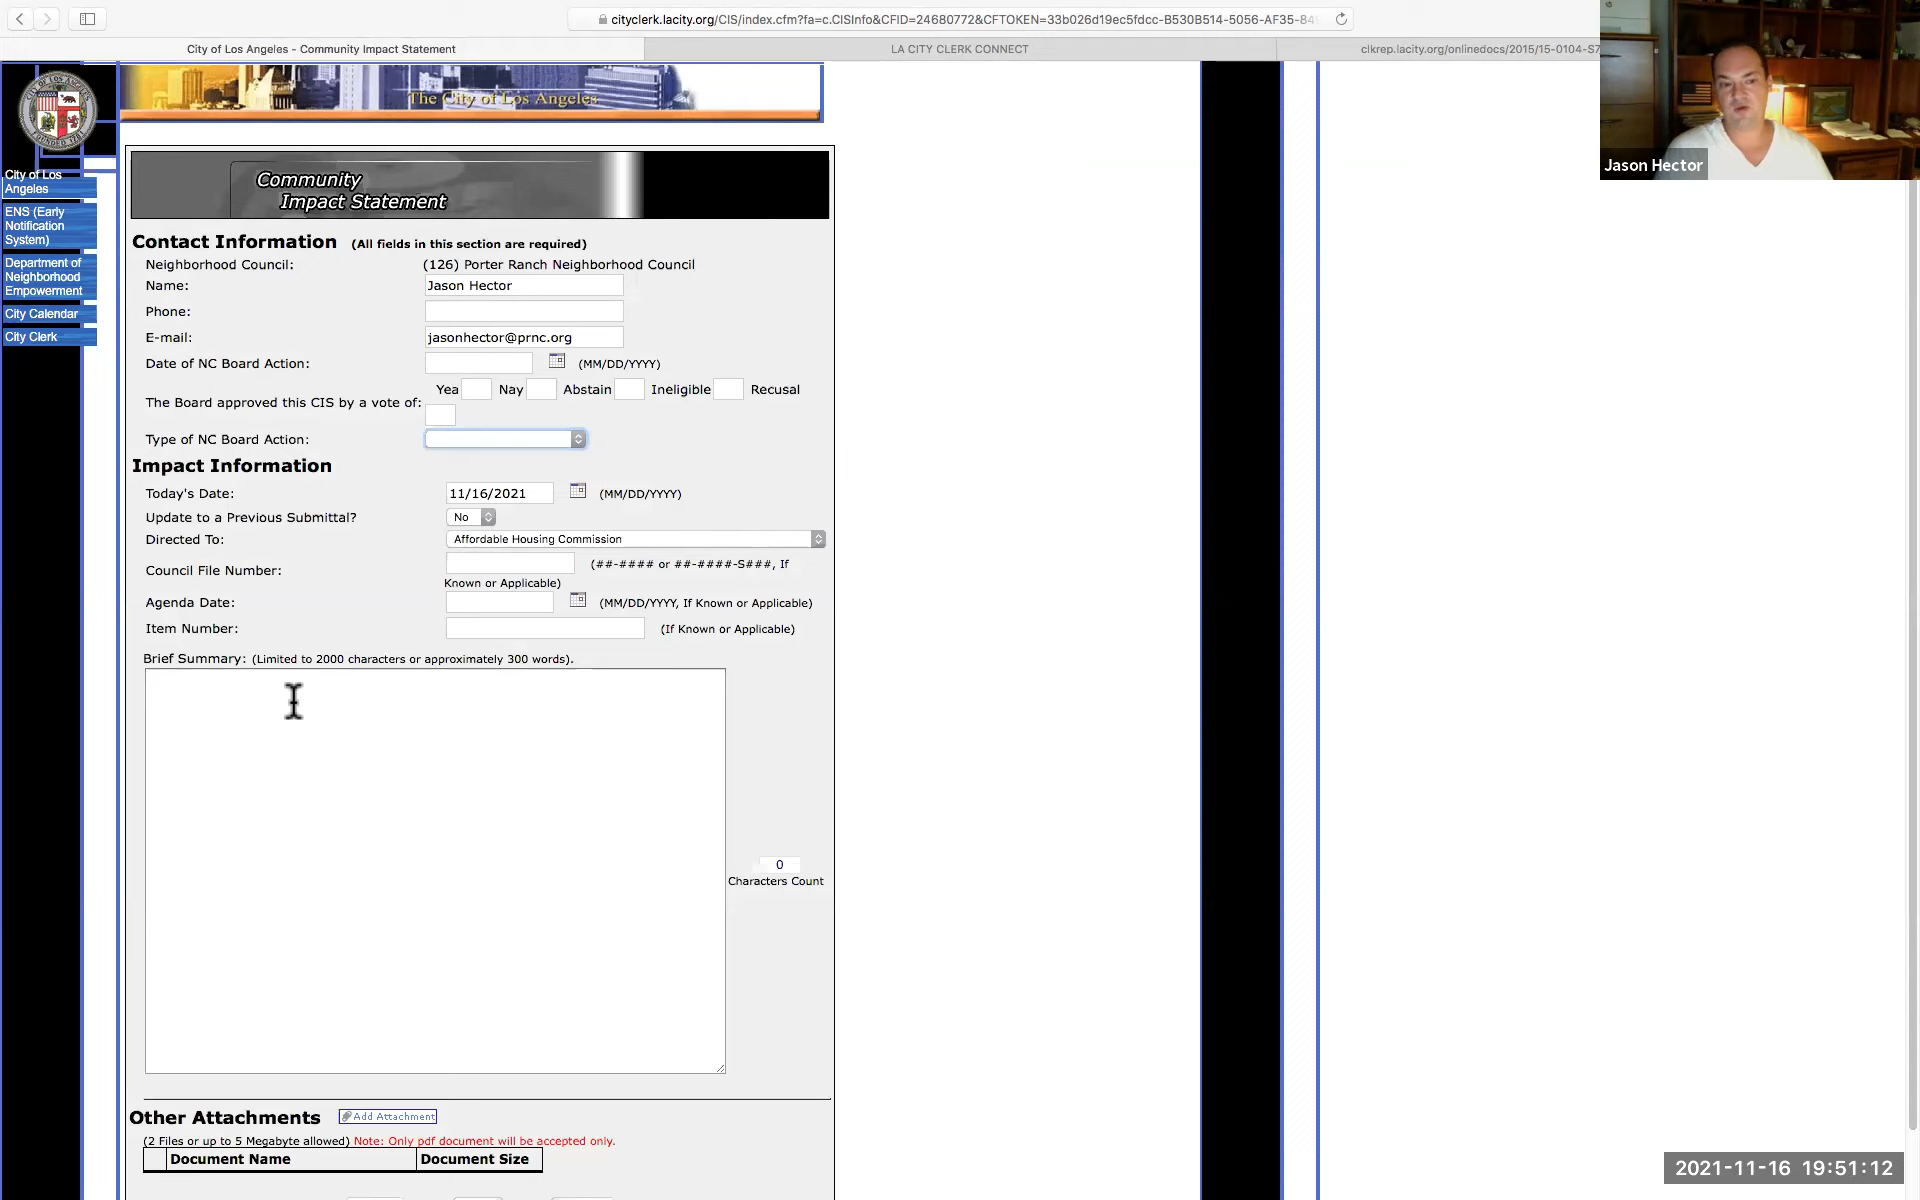 cityclerk.lacity.org/CIS/index.cfm?fa=c.CISInfo&CFID=24680772&CFTOKEN=33b026d19ec5fdcc-B530B514-5056-AF35-84
City of Los Angeles - Community Impact Statement
LA CITY CLERK CONNECT
clkrep.lacity.org/onlinedocs/2015/15-0104-S7
Jason Hector
The City of Los Angeles
City of Los
Angeles
ENS (Early
Notification
System)
Department of
Neighborhood
Empowerment
City Calendar
City Clerk
Community
Impact Statement
Contact Information (All fields in this section are required)
Neighborhood Council: (126) Porter Ranch Neighborhood Council
Name: Jason Hector
Phone:
E-mail: jasonhector@prnc.org
Date of NC Board Action: (MM/DD/YYYY)
Yea Nay Abstain Ineligible Recusal
The Board approved this CIS by a vote of:
Type of NC Board Action:
Impact Information
Today's Date: 11/16/2021 (MM/DD/YYYY)
Update to a Previous Submittal? No
Directed To: Affordable Housing Commission
Council File Number: (##-#### or ##-####-S###, If
Known or Applicable)
Agenda Date: (MM/DD/YYYY, If Known or Applicable)
Item Number: (If Known or Applicable)
Brief Summary: (Limited to 2000 characters or approximately 300 words).
0
Characters Count
Other Attachments Add Attachment
(2 Files or up to 5 Megabyte allowed) Note: Only pdf document will be accepted only.
Document Name Document Size
2021-11-16 19:51:12